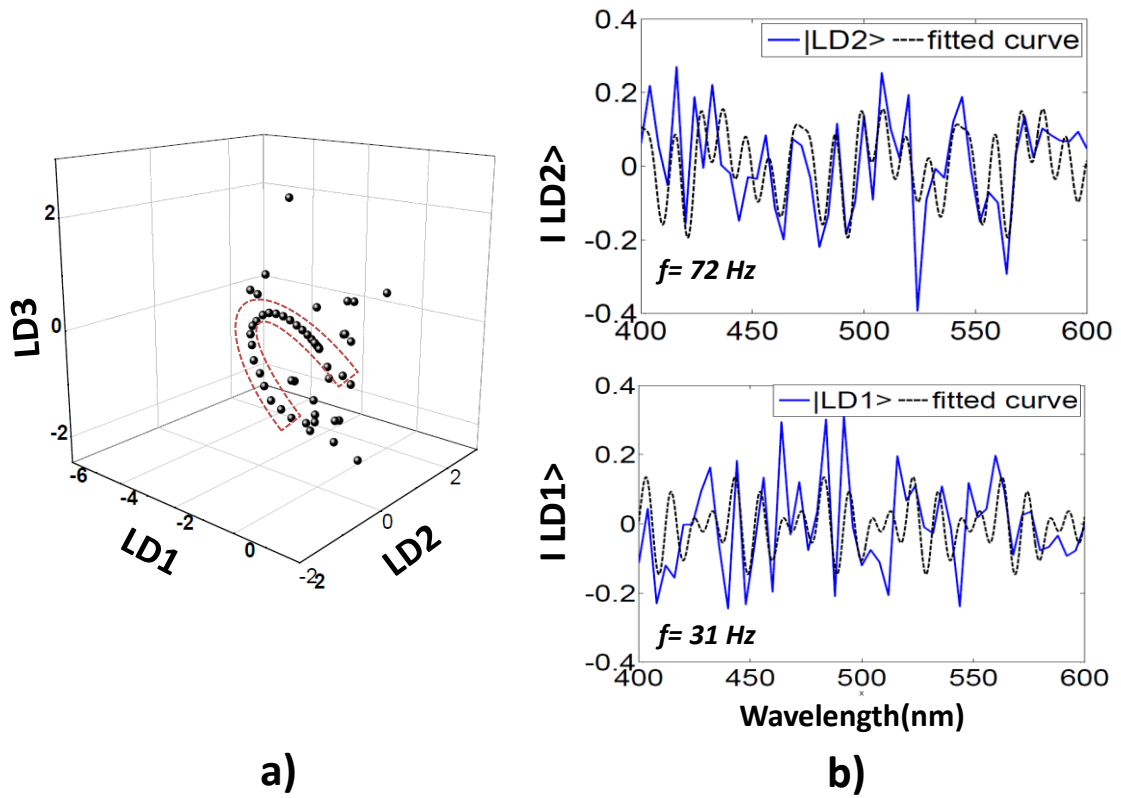 2
0
-2
LD3
-6
-4
-2
0
-2
LD1
-2
0
2
LD2
a)
0.4
0.2
0
-0.2
-0.4
|LD2> ----fitted curve
I LD2>
f= 72 Hz
400 450 500 550 600
0.4
0.2
0
-0.2
-0.4
|LD1> ----fitted curve
I LD1>
f= 31 Hz
400 450 500 550 600
x
Wavelength(nm)
b)